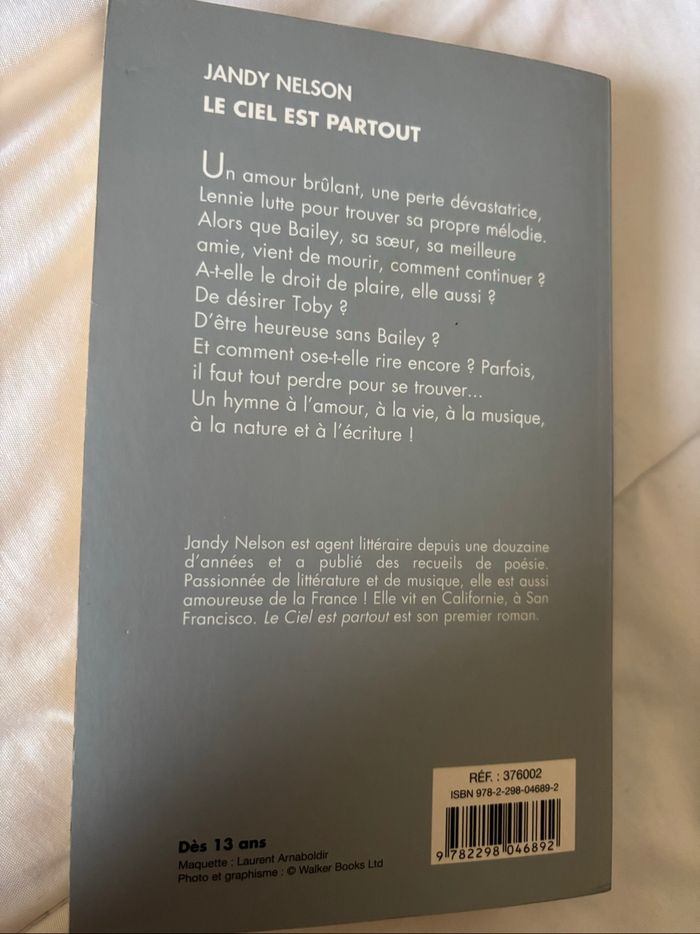 JANDY NELSON
LE CIEL EST PARTOUT
Un amour brûlant, une perte dévastatrice,
Lennie lutte pour trouver sa propre mélodie.
Alors que Bailey, sa sœur, sa meilleure
amie, vient de mourir, comment continuer ?
A-t-elle le droit de plaire, elle aussi ?
De désirer Toby ?
D'être heureuse sans Bailey ?
Et comment ose-t-elle rire encore ? Parfois,
il faut tout perdre pour se trouver...
Un hymne à l'amour, à la vie, à la musique,
à la nature et à l'écriture !
Jandy Nelson est agent littéraire depuis une douzaine
d'années et a publié des recueils de poésie.
Passionnée de littérature et de musique, elle est aussi
amoureuse de la France ! Elle vit en Californie, à San
Francisco. Le Ciel est partout est son premier roman.
RÉF. : 376002
ISBN 978-2-298-04689-2
9 782298 046892
Dès 13 ans
Maquette : Laurent Arnaboldir
Photo et graphisme : © Walker Books Ltd